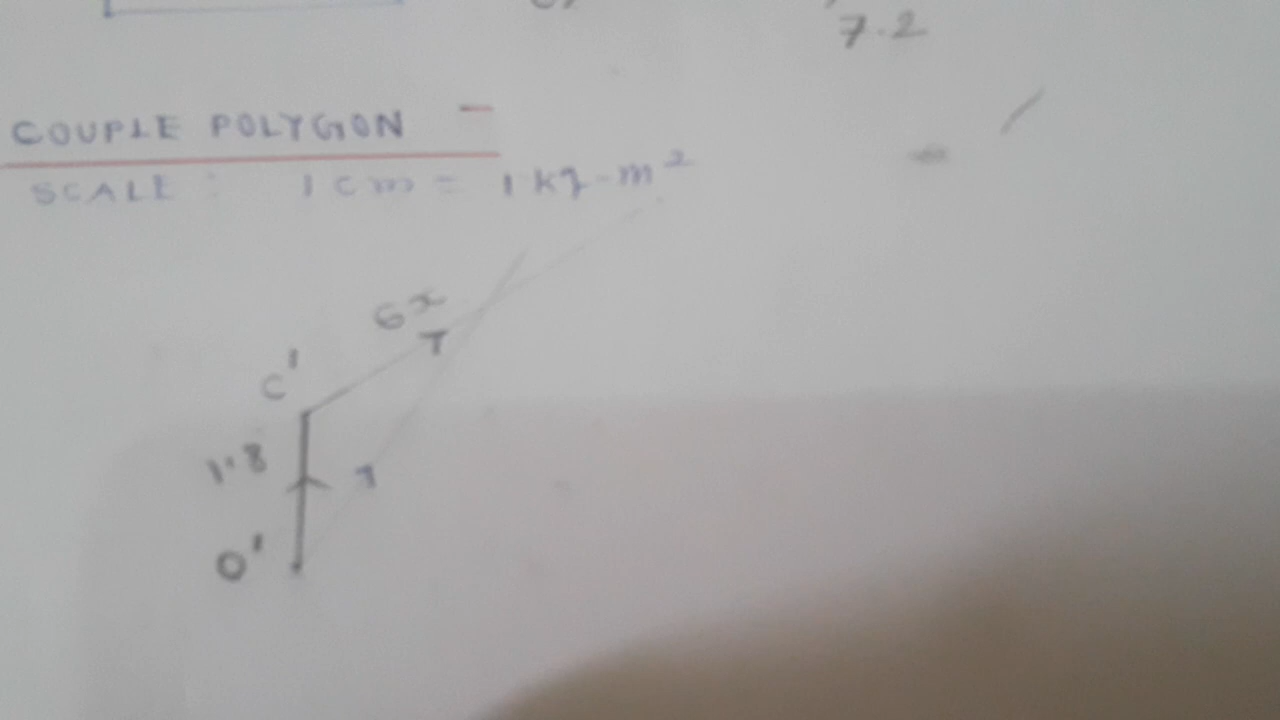 7.2
COUPLE POLYGON -
SCALE : 1 cm = 1 kg-m²
6x
c'
1.8
o'